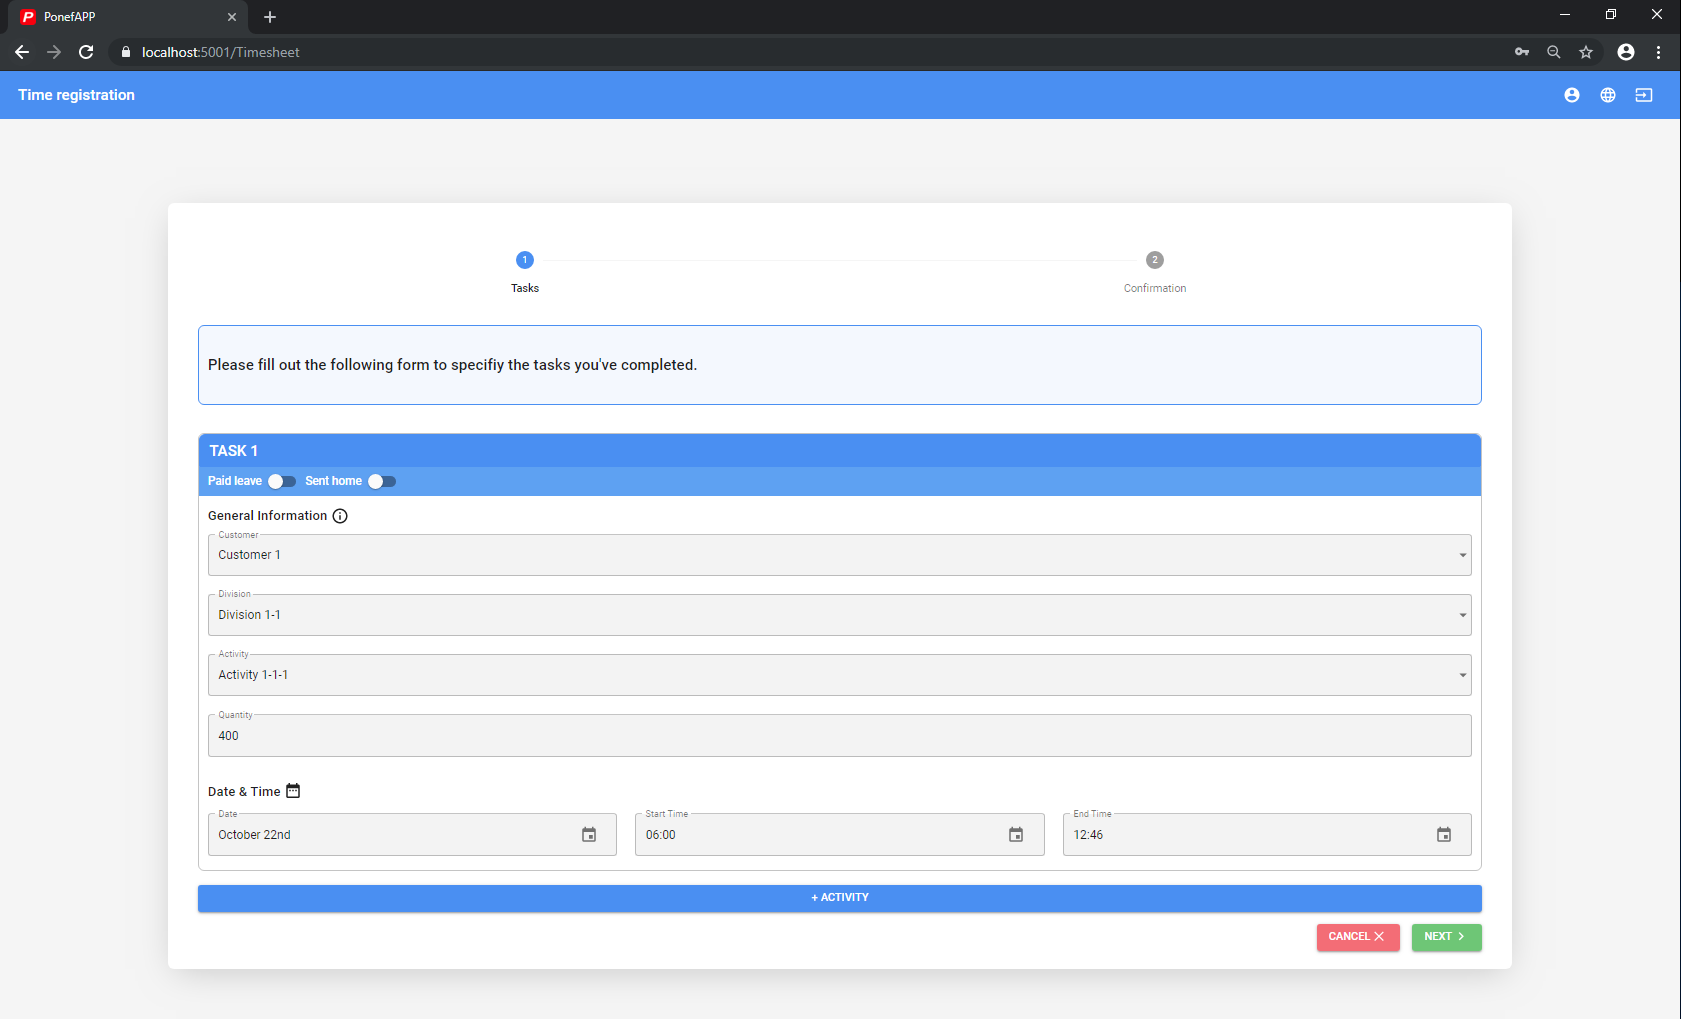 PonefAPP
localhost:5001/Timesheet
Time registration
1
2
Tasks
Confirmation
Please fill out the following form to specifiy the tasks you've completed.
TASK 1
Paid leave
Sent home
General Information
Customer
Customer 1
Division
Division 1-1
Activity
Activity 1-1-1
Quantity
400
Date & Time
Date
October 22nd
Start Time
06:00
End Time
12:46
+ ACTIVITY
CANCEL
NEXT